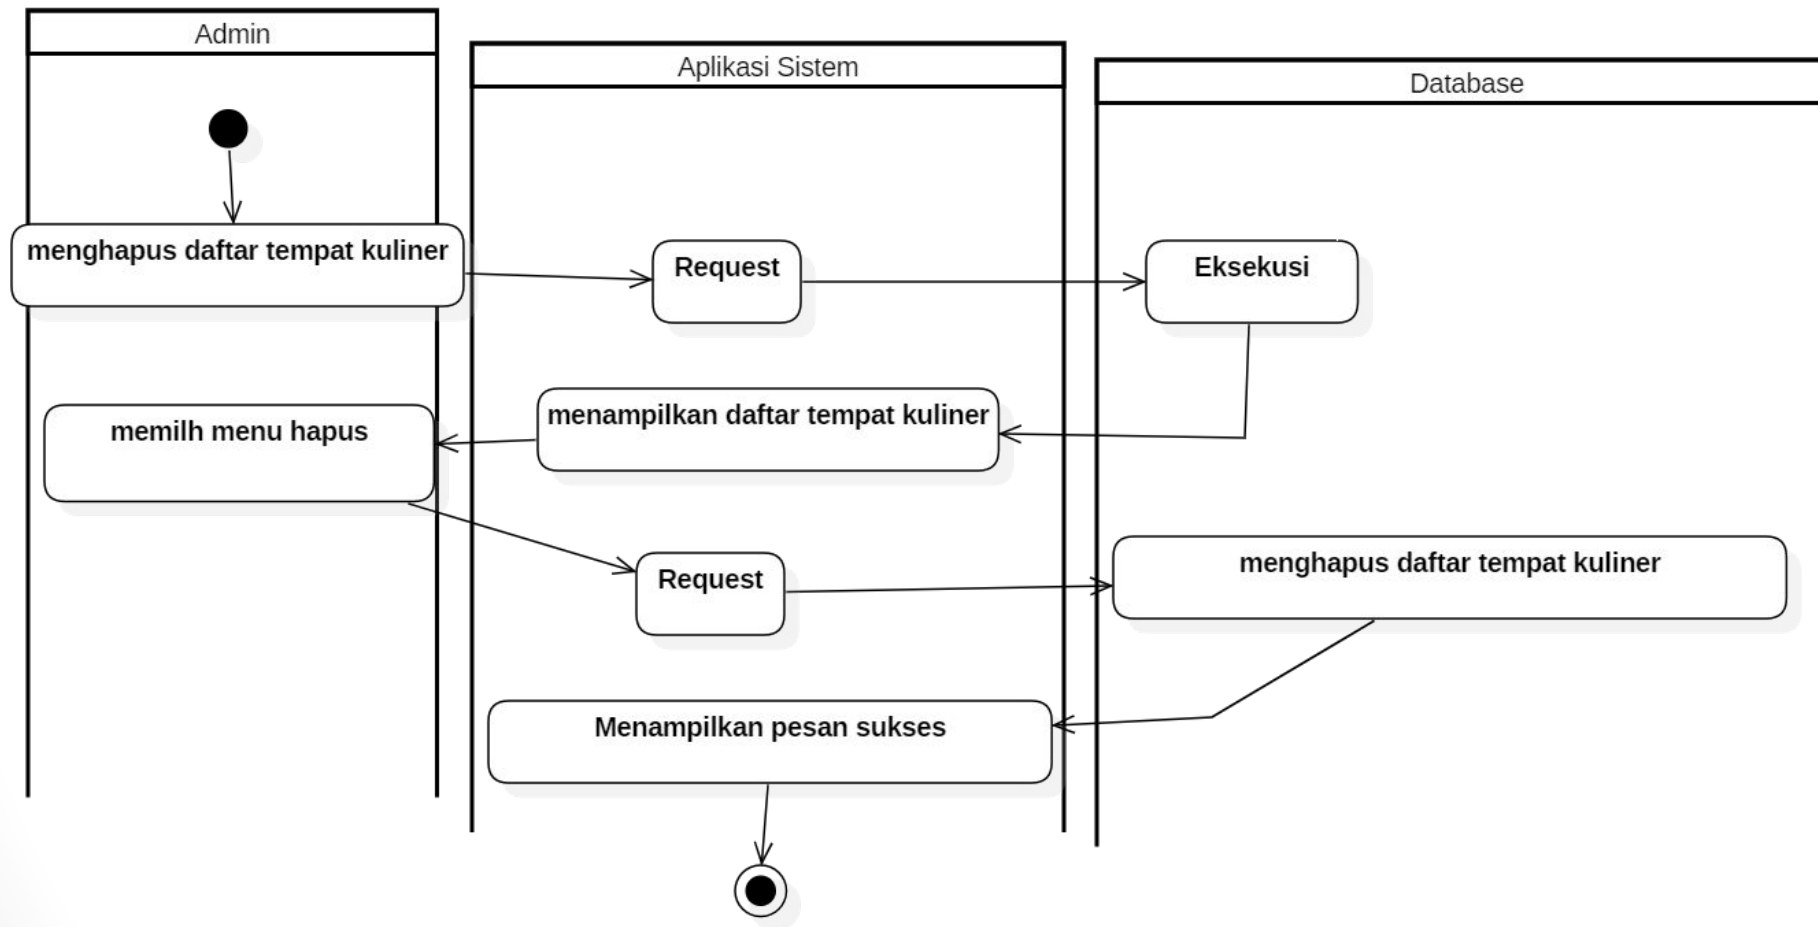 Admin
Aplikasi Sistem
Database
menghapus daftar tempat kuliner
Request
Eksekusi
menampilkan daftar tempat kuliner
memilh menu hapus
Request
menghapus daftar tempat kuliner
Menampilkan pesan sukses